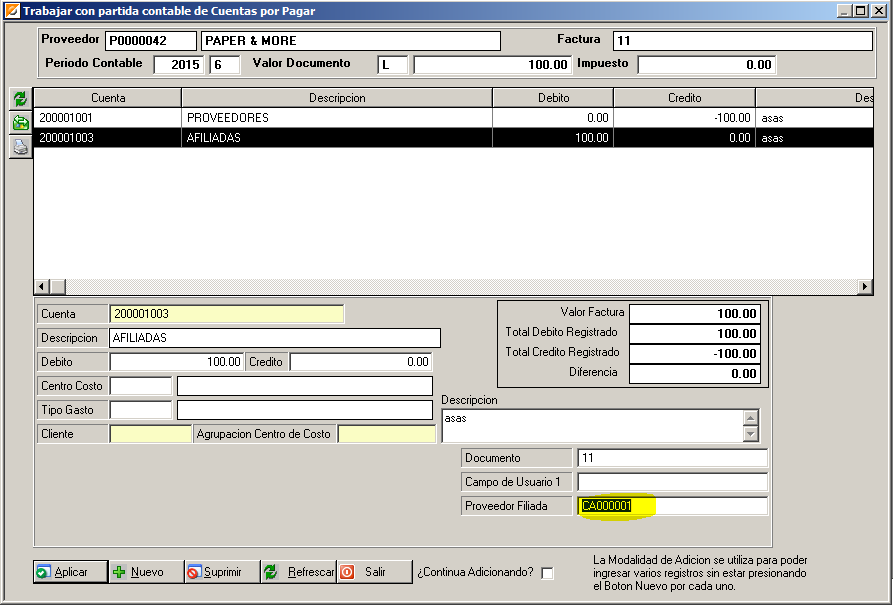 Trabajar con partida contable de Cuentas por Pagar
Proveedor P0000042 PAPER & MORE Factura 11
Periodo Contable 2015 6 Valor Documento L 100.00 Impuesto 0.00
Cuenta Descripcion Debito Credito Des
200001001 PROVEEDORES 0.00 -100.00 asas
200001003 AFILIADAS 100.00 0.00 asas
Cuenta 200001003
Descripcion AFILIADAS
Debito 100.00 Credito 0.00
Centro Costo
Tipo Gasto
Cliente Agrupacion Centro de Costo
Valor Factura 100.00
Total Debito Registrado 100.00
Total Credito Registrado -100.00
Diferencia 0.00
Descripcion
asas
Documento 11
Campo de Usuario 1
Proveedor Filiada CA000001
Aplicar Nuevo Suprimir Refrescar Salir ¿Continua Adicionando?
La Modalidad de Adicion se utiliza para poder
ingresar varios registros sin estar presionando
el Boton Nuevo por cada uno.